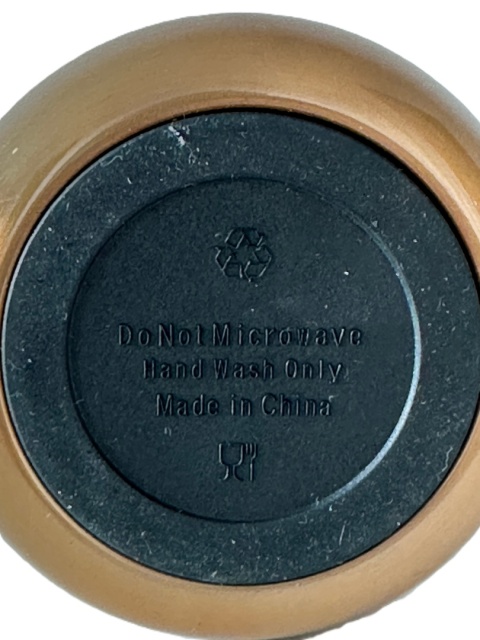 Do Not Microwave
Hand Wash Only
Made in China